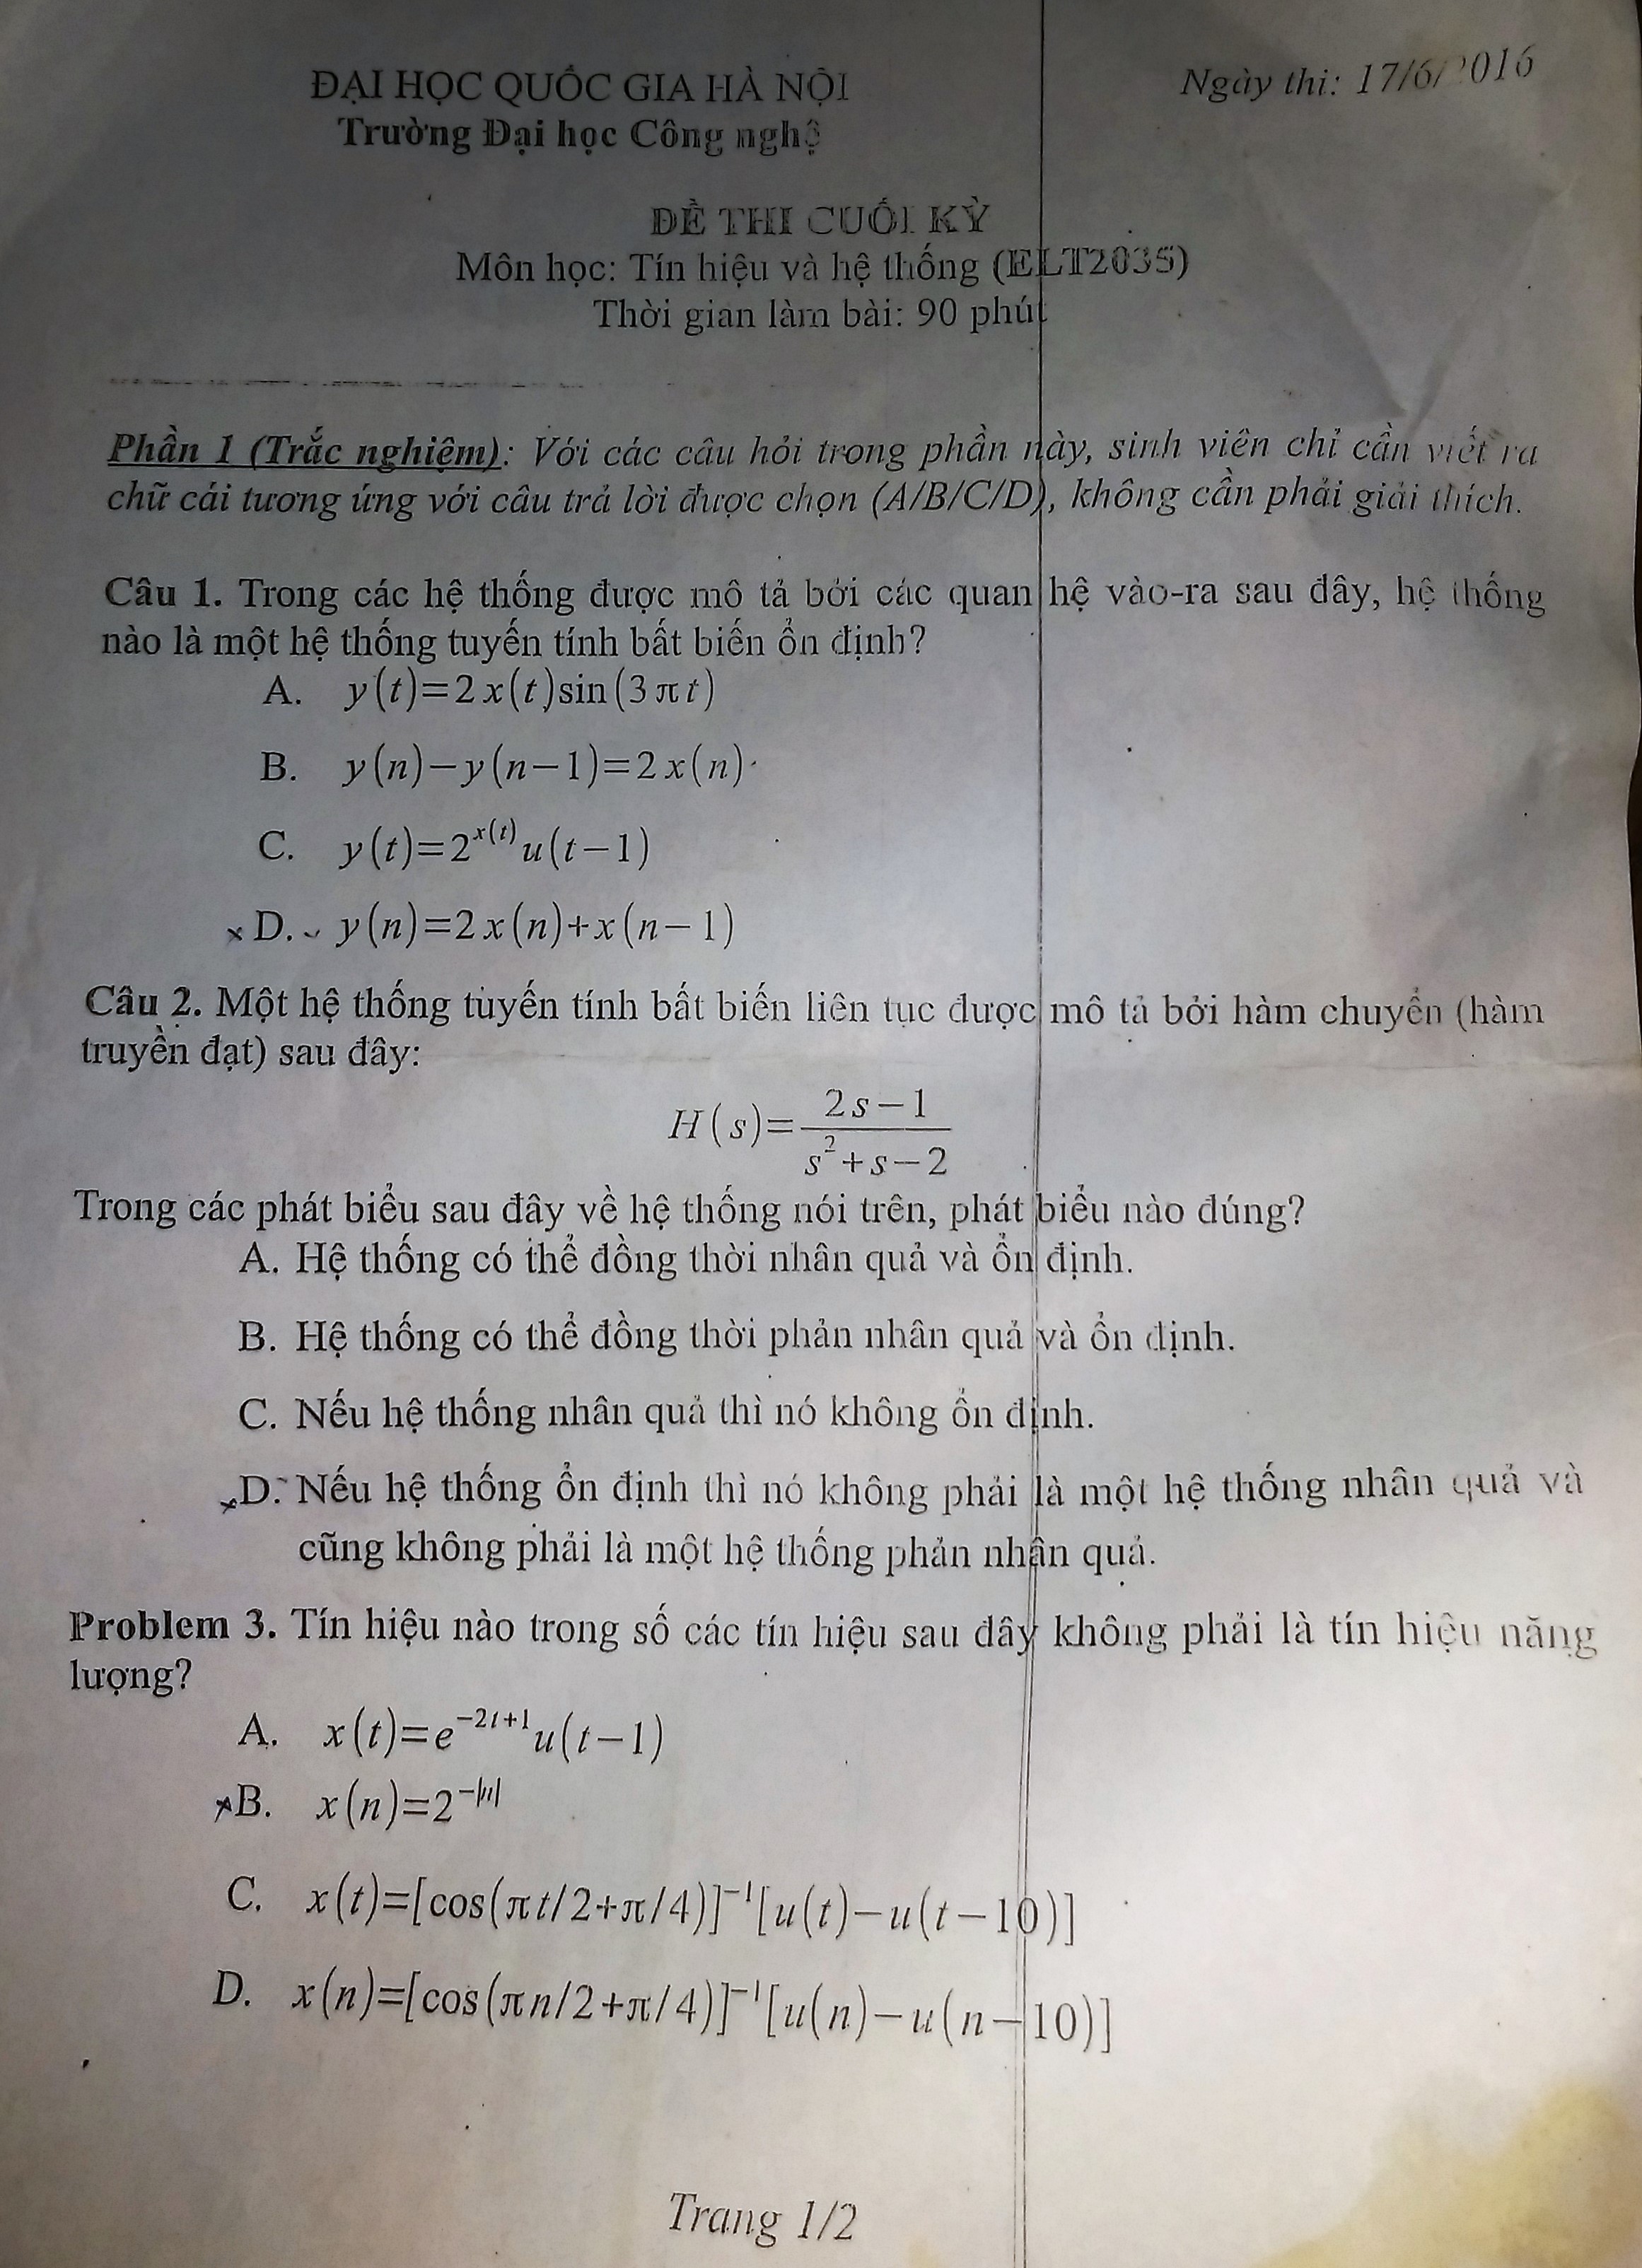 ĐẠI HỌC QUỐC GIA HÀ NỘI
Trường Đại học Công nghệ
Ngày thi: 17/6/2016
ĐỀ THI CUỐI KỲ
Môn học: Tín hiệu và hệ thống (ELT2035)
Thời gian làm bài: 90 phút
Phần 1 (Trắc nghiệm): Với các câu hỏi trong phần này, sinh viên chỉ cần viết ra
chữ cái tương ứng với câu trả lời được chọn (A/B/C/D), không cần phải giải thích.
Câu 1. Trong các hệ thống được mô tả bởi các quan hệ vào-ra sau đây, hệ thống
nào là một hệ thống tuyến tính bất biến ổn định?
A. y(t)=2x(t)sin(3πt)
B. y(n)−y(n−1)=2x(n)
C. y(t)=2^{x(t)}u(t−1)
D. y(n)=2x(n)+x(n−1)
Câu 2. Một hệ thống tuyến tính bất biến liên tục được mô tả bởi hàm chuyển (hàm
truyền đạt) sau đây:
H(s)=\frac{2s−1}{s^2+s−2}
Trong các phát biểu sau đây về hệ thống nói trên, phát biểu nào đúng?
A. Hệ thống có thể đồng thời nhân quả và ổn định.
B. Hệ thống có thể đồng thời phản nhân quả và ổn định.
C. Nếu hệ thống nhân quả thì nó không ổn định.
D. Nếu hệ thống ổn định thì nó không phải là một hệ thống nhân quả và
cũng không phải là một hệ thống phản nhân quả.
Problem 3. Tín hiệu nào trong số các tín hiệu sau đây không phải là tín hiệu năng
lượng?
A. x(t)=e^{−2t+1}u(t−1)
B. x(n)=2^{−|n|}
C. x(t)=[cos(πt/2+π/4)]^{−1}[u(t)−u(t−10)]
D. x(n)=[cos(πn/2+π/4)]^{−1}[u(n)−u(n−10)]
Trang 1/2